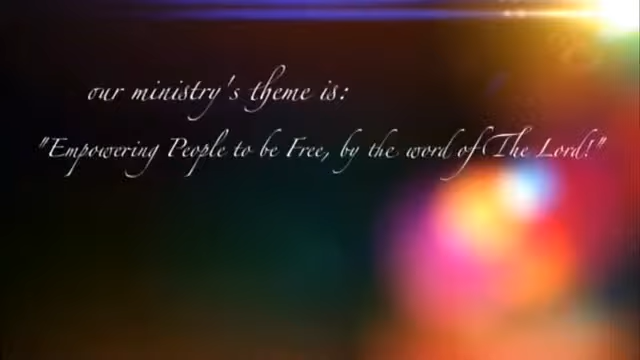 our ministry's theme is:
"Empowering People to be Free, by the word of The Lord!"